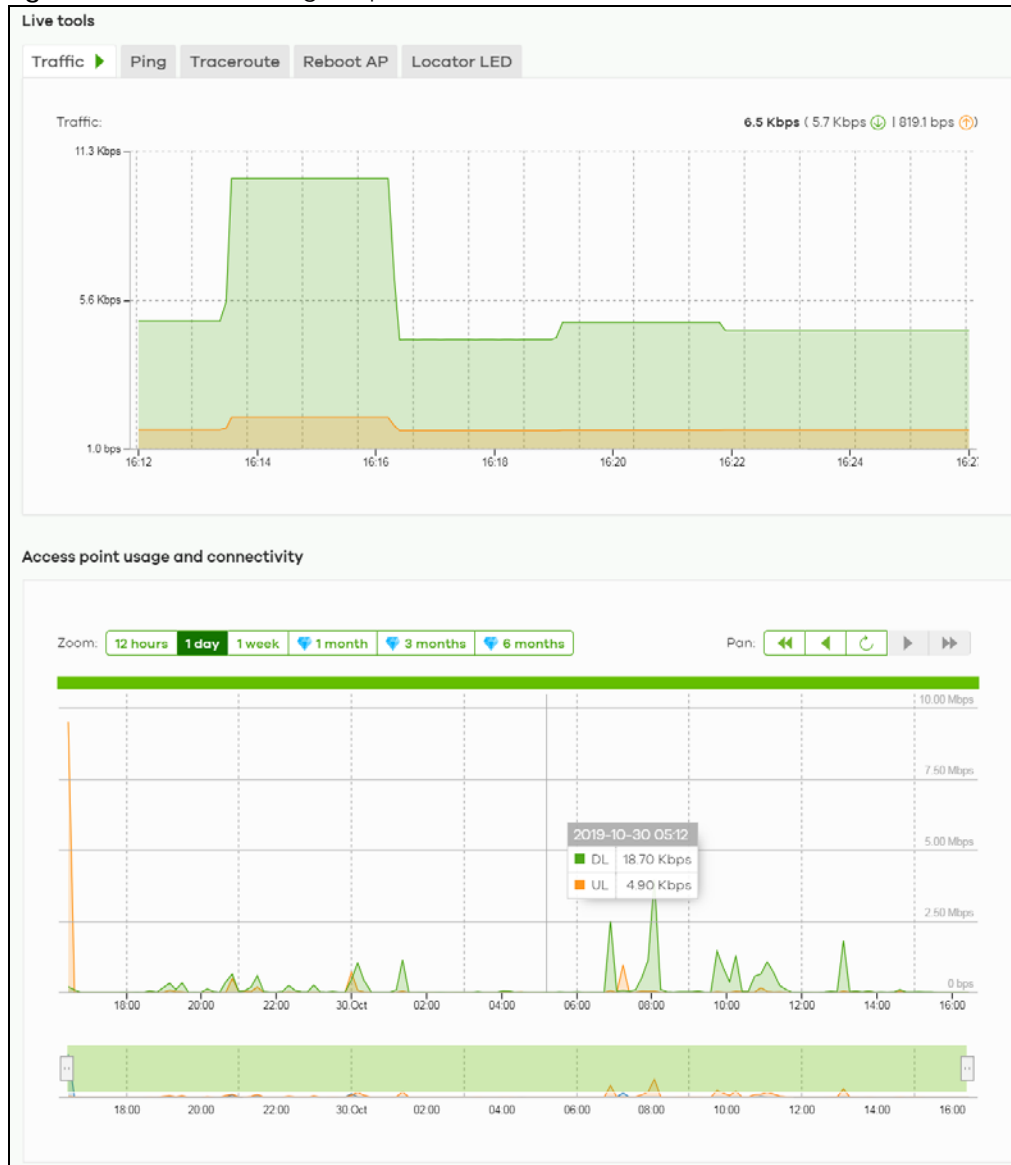 Live tools
Traffic Ping Traceroute Reboot AP Locator LED
Traffic: 6.5 Kbps ( 5.7 Kbps | 819.1 bps )
11.3 Kbps
5.6 Kbps
1.0 bps
16:12 16:14 16:16 16:18 16:20 16:22 16:24
Access point usage and connectivity
Zoom: 12 hours 1 day 1 week 1 month 3 months 6 months Pan:
10.00 Mbps
7.50 Mbps
2019-10-30 05:12
5.00 Mbps
DL 18.70 Kbps
UL 4.90 Kbps
2.50 Mbps
0 bps
18:00 20:00 22:00 30.Oct 02:00 04:00 06:00 08:00 10:00 12:00 14:00 16:00
18:00 20:00 22:00 30.Oct 02:00 04:00 06:00 08:00 10:00 12:00 14:00 16:00